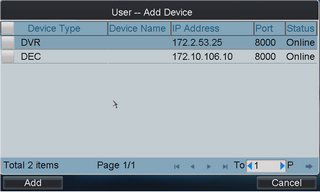 User -- Add Device
Device Type Device Name IP Address Port Status
DVR 172.2.53.25 8000 Online
DEC 172.10.106.10 8000 Online
Total 2 items Page 1/1 To 1 P
Add Cancel